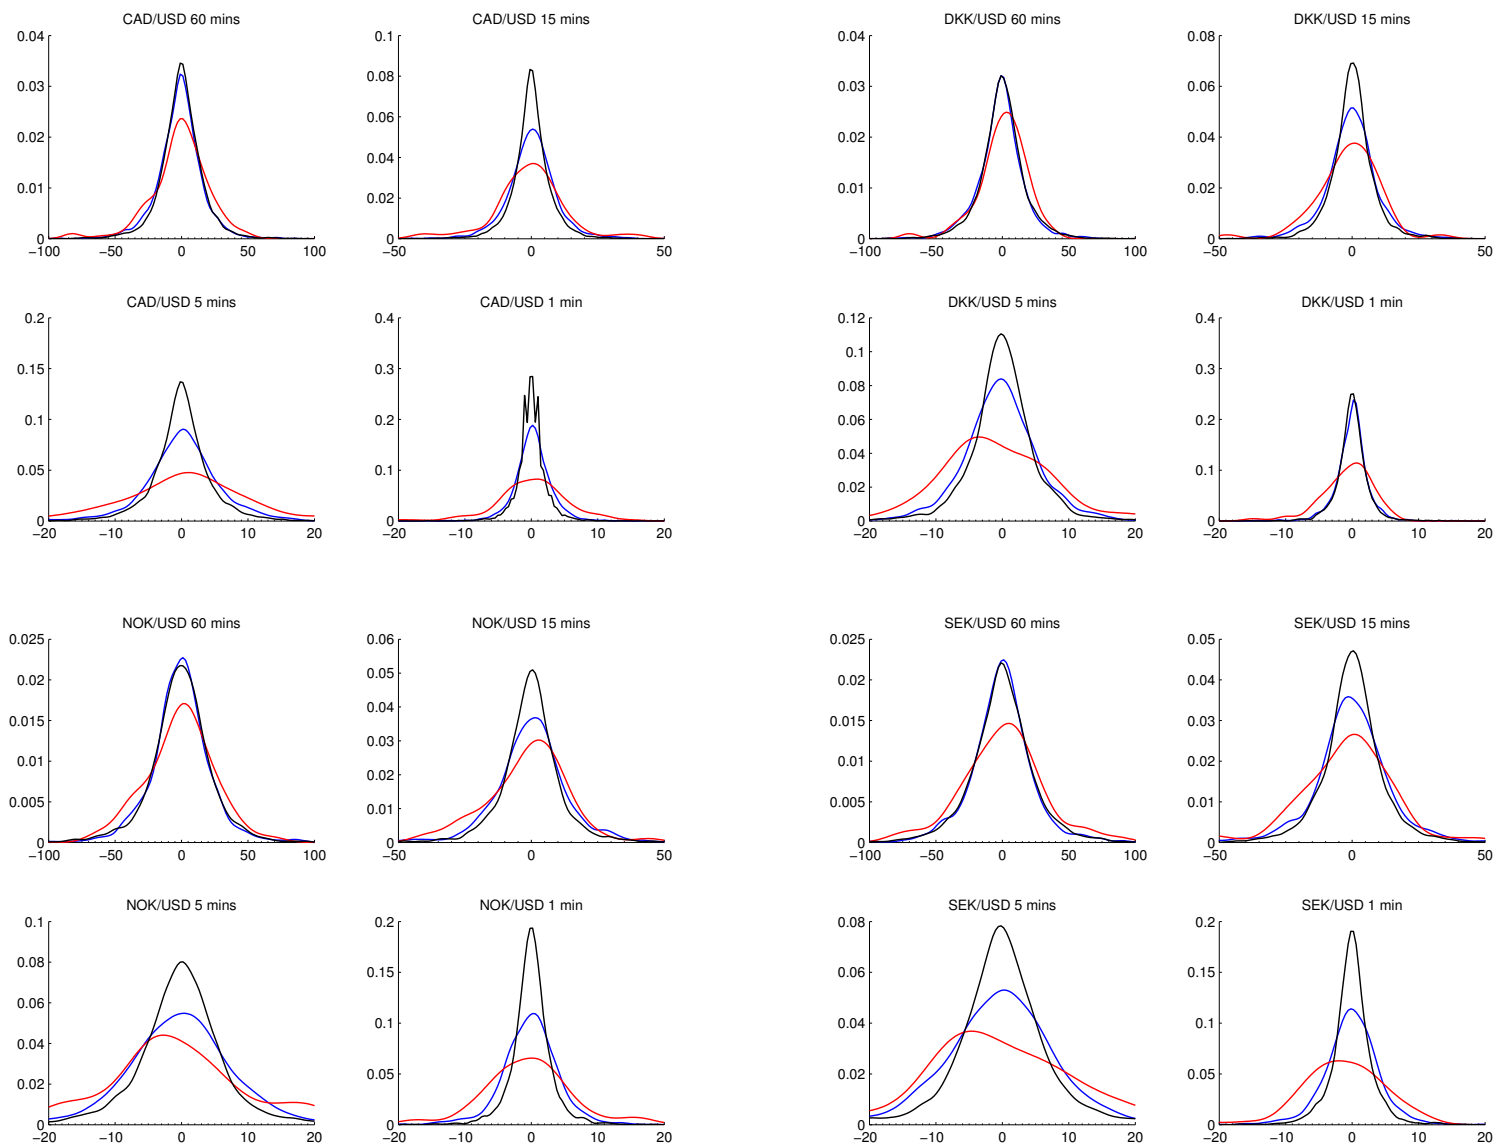 CAD/USD 60 mins
0.04
0.03
0.02
0.01
0
−100 −50 0 50 100
CAD/USD 15 mins
0.1
0.08
0.06
0.04
0.02
0
−50 0 50
DKK/USD 60 mins
0.04
0.03
0.02
0.01
0
−100 −50 0 50 100
DKK/USD 15 mins
0.08
0.06
0.04
0.02
0
−50 0 50
CAD/USD 5 mins
0.2
0.15
0.1
0.05
0
−20 −10 0 10 20
CAD/USD 1 min
0.4
0.3
0.2
0.1
0
−20 −10 0 10 20
DKK/USD 5 mins
0.12
0.1
0.08
0.06
0.04
0.02
0
−20 −10 0 10 20
DKK/USD 1 min
0.4
0.3
0.2
0.1
0
−20 −10 0 10 20
NOK/USD 60 mins
0.025
0.02
0.015
0.01
0.005
0
−100 −50 0 50 100
NOK/USD 15 mins
0.06
0.05
0.04
0.03
0.02
0.01
0
−50 0 50
SEK/USD 60 mins
0.025
0.02
0.015
0.01
0.005
0
−100 −50 0 50 100
SEK/USD 15 mins
0.05
0.04
0.03
0.02
0.01
0
−50 0 50
NOK/USD 5 mins
0.1
0.08
0.06
0.04
0.02
0
−20 −10 0 10 20
NOK/USD 1 min
0.2
0.15
0.1
0.05
0
−20 −10 0 10 20
SEK/USD 5 mins
0.08
0.06
0.04
0.02
0
−20 −10 0 10 20
SEK/USD 1 min
0.2
0.15
0.1
0.05
0
−20 −10 0 10 20